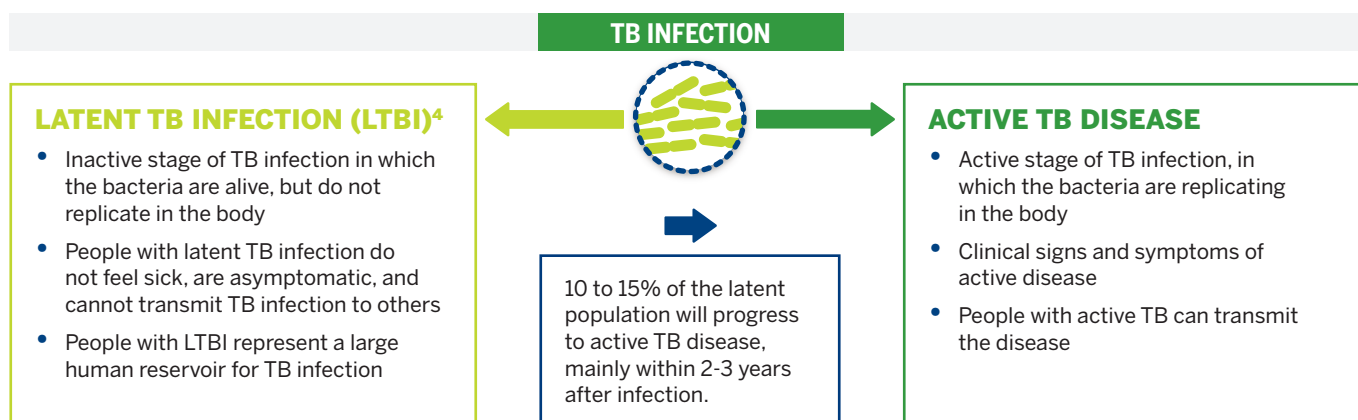 TB INFECTION
LATENT TB INFECTION (LTBI)⁴
• Inactive stage of TB infection in which
the bacteria are alive, but do not
replicate in the body
• People with latent TB infection do
not feel sick, are asymptomatic, and
cannot transmit TB infection to others
• People with LTBI represent a large
human reservoir for TB infection
10 to 15% of the latent
population will progress
to active TB disease,
mainly within 2-3 years
after infection.
ACTIVE TB DISEASE
• Active stage of TB infection, in
which the bacteria are replicating
in the body
• Clinical signs and symptoms of
active disease
• People with active TB can transmit
the disease